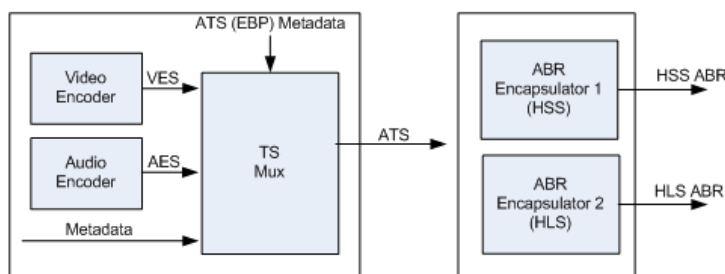 ATS (EBP) Metadata
Video
Encoder
VES
Audio
Encoder
AES
Metadata
TS
Mux
ATS
ABR
Encapsulator 1
(HSS)
HSS ABR
ABR
Encapsulator 2
(HLS)
HLS ABR